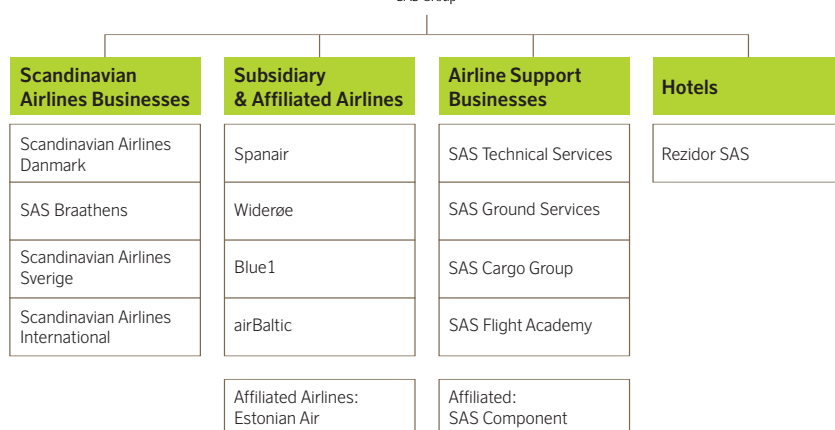 SAS Group
Scandinavian
Airlines Businesses
Scandinavian Airlines
Danmark
SAS Braathens
Scandinavian Airlines
Sverige
Scandinavian Airlines
International
Subsidiary
& Affiliated Airlines
Spanair
Widerøe
Blue1
airBaltic
Affiliated Airlines:
Estonian Air
Airline Support
Businesses
SAS Technical Services
SAS Ground Services
SAS Cargo Group
SAS Flight Academy
Affiliated:
SAS Component
Hotels
Rezidor SAS